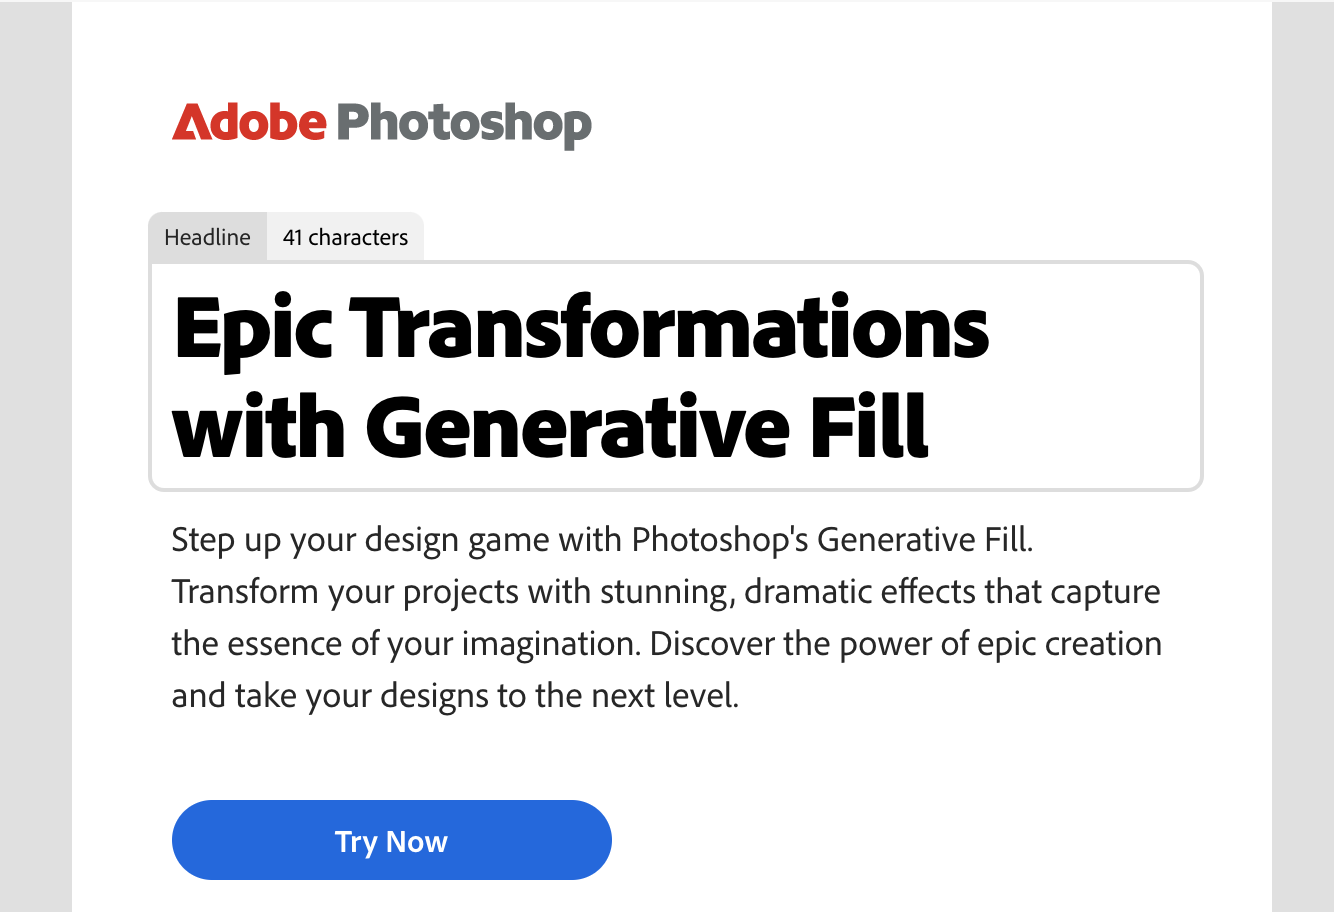 Adobe Photoshop
Headline 41 characters
Epic Transformations
with Generative Fill
Step up your design game with Photoshop's Generative Fill.
Transform your projects with stunning, dramatic effects that capture
the essence of your imagination. Discover the power of epic creation
and take your designs to the next level.
Try Now